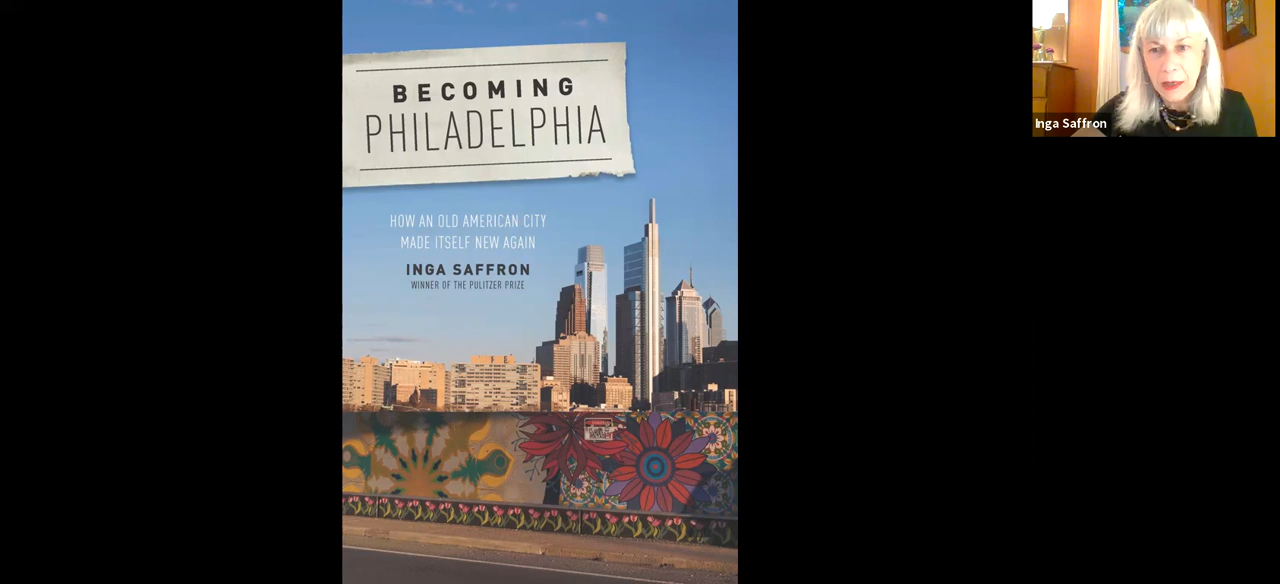 BECOMING
PHILADELPHIA
HOW AN OLD AMERICAN CITY
MADE ITSELF NEW AGAIN
INGA SAFFRON
WINNER OF THE PULITZER PRIZE
Inga Saffron